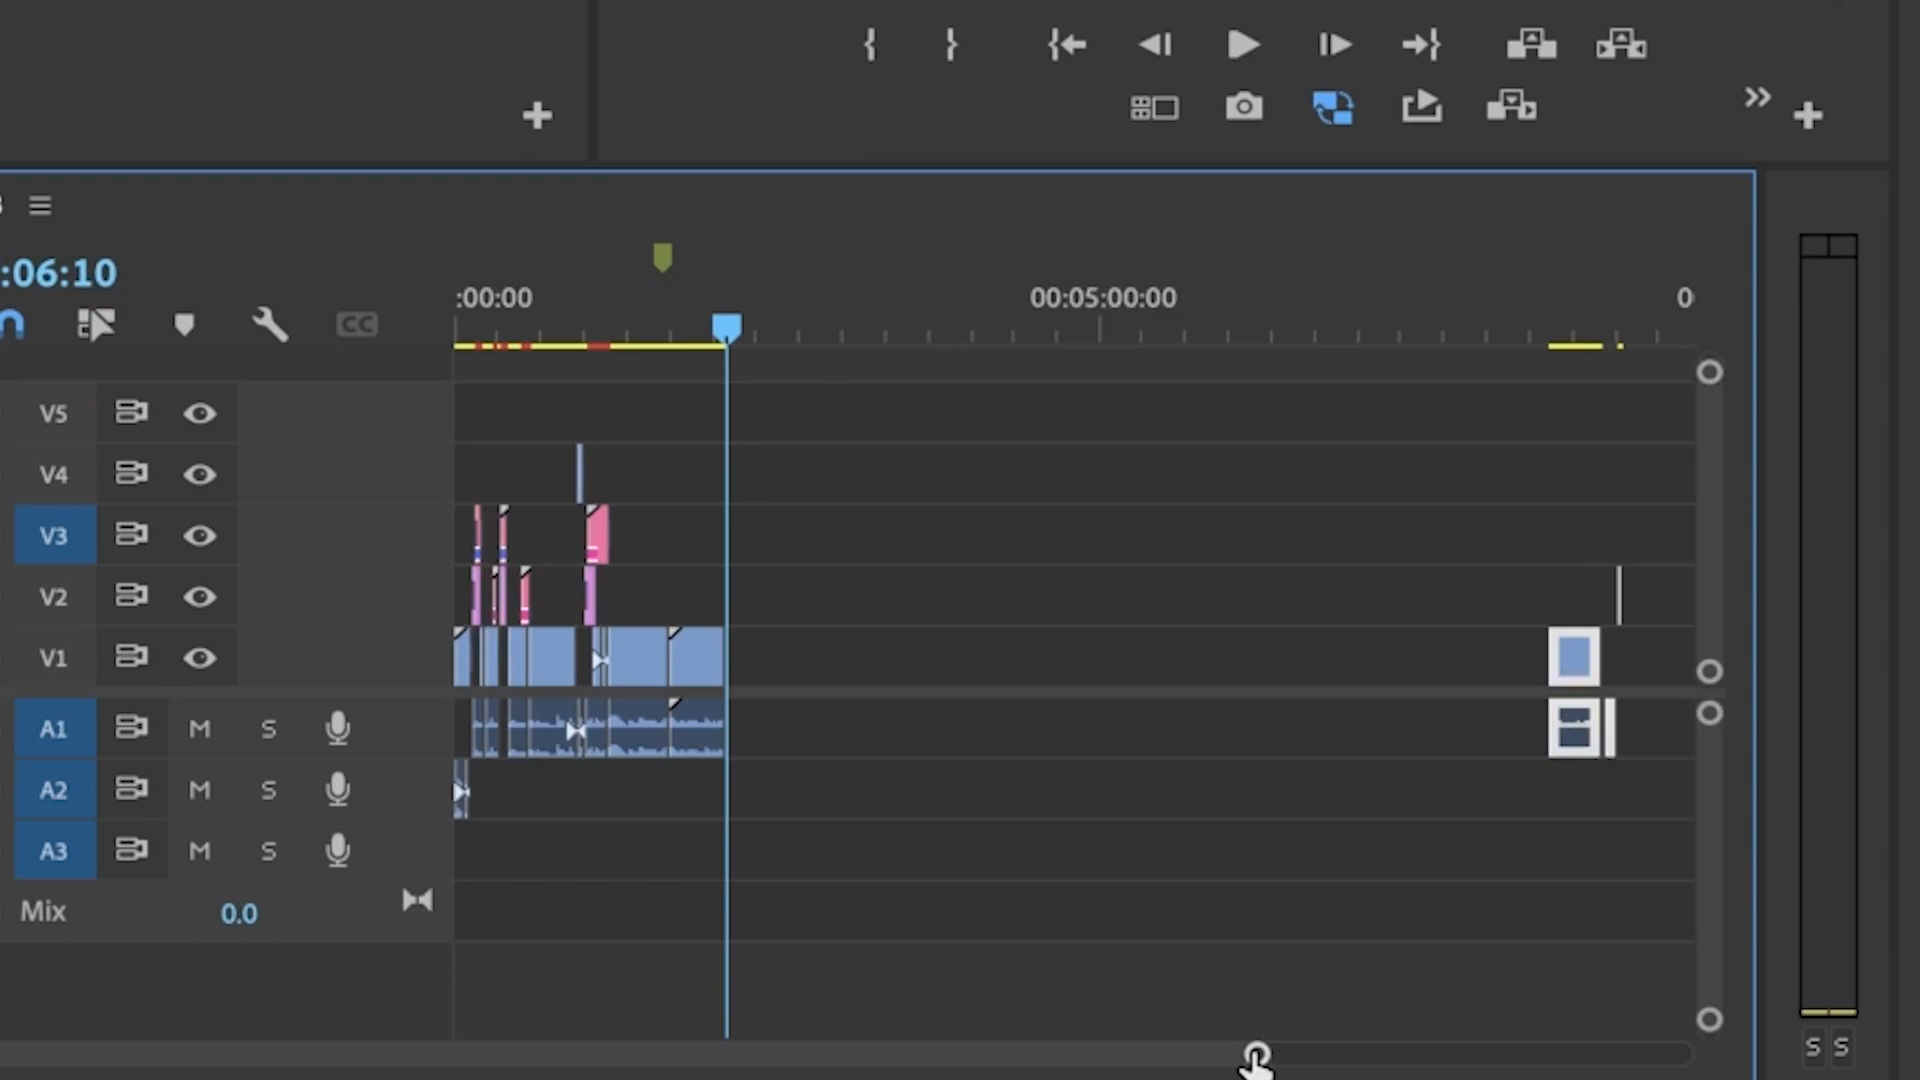 :06:10
:00:00
00:05:00:00
0
CC
V5
V4
V3
V2
V1
A1 M S
A2 M S
A3 M S
Mix 0.0
S S